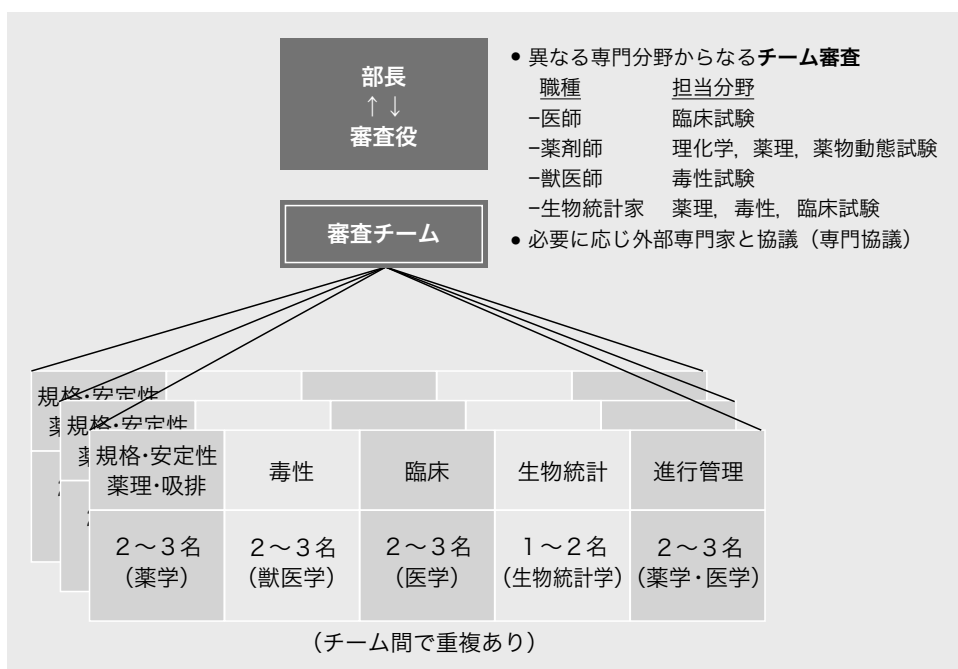 部長
↑↓
審査役
審査チーム
● 異なる専門分野からなるチーム審査
職種 担当分野
−医師 臨床試験
−薬剤師 理化学，薬理，薬物動態試験
−獣医師 毒性試験
−生物統計家 薬理，毒性，臨床試験
● 必要に応じ外部専門家と協議（専門協議）
規格・安定性
薬
規格・安定性
薬
規格・安定性 毒性 臨床 生物統計 進行管理
薬理・吸排
2～3名 2～3名 2～3名 1～2名 2～3名
（薬学） （獣医学） （医学） （生物統計学） （薬学・医学）
（チーム間で重複あり）